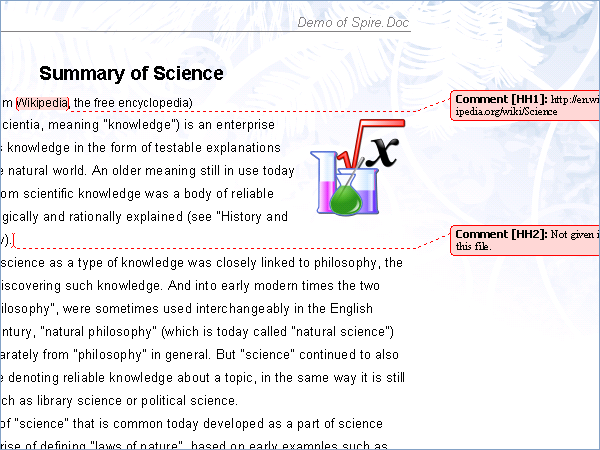 Demo of Spire.Doc
Summary of Science
m Wikipedia, the free encyclopedia)
Comment [HH1]: http://en.wi
ipedia.org/wiki/Science
cientia, meaning "knowledge") is an enterprise
s knowledge in the form of testable explanations
e natural world. An older meaning still in use today
om scientific knowledge was a body of reliable
gically and rationally explained (see "History and
y).
x
Comment [HH2]: Not given i
this file.
science as a type of knowledge was closely linked to philosophy, the
iscovering such knowledge. And into early modern times the two
ilosophy", were sometimes used interchangeably in the English
ntury, "natural philosophy" (which is today called "natural science")
arately from "philosophy" in general. But "science" continued to also
e denoting reliable knowledge about a topic, in the same way it is still
ch as library science or political science.
of "science" that is common today developed as a part of science
rise of defining "laws of nature", based on early examples such as